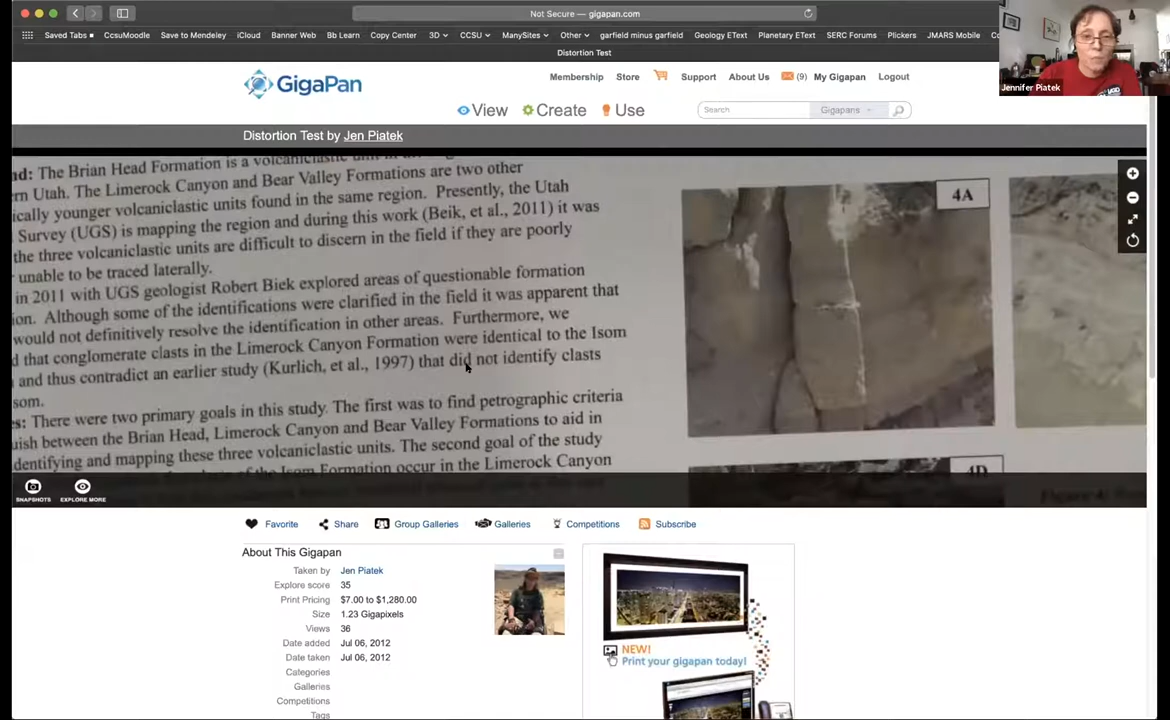 Not Secure — gigapan.com
Saved Tabs CcsuMoodle Save to Mendeley iCloud Banner Web Bb Learn Copy Center 3D CCSU ManySites Other garfield minus garfield Geology EText Planetary EText SERC Forums Plickers JMARS Mobile
Distortion Test
Jennifer Piatek
GigaPan
Membership Store Support About Us (9) My Gigapan Logout
View Create Use Search Gigapans
Distortion Test by Jen Piatek
ad: The Brian Head Formation is a volcaniclastic unit in
rn Utah. The Limerock Canyon and Bear Valley Formations are two other
ically younger volcaniclastic units found in the same region. Presently, the Utah
Survey (UGS) is mapping the region and during this work (Beik, et al., 2011) it was
the three volcaniclastic units are difficult to discern in the field if they are poorly
unable to be traced laterally.
in 2011 with UGS geologist Robert Biek explored areas of questionable formation
ion. Although some of the identifications were clarified in the field it was apparent that
would not definitively resolve the identification in other areas. Furthermore, we
d that conglomerate clasts in the Limerock Canyon Formation were identical to the Isom
and thus contradict an earlier study (Kurlich, et al., 1997) that did not identify clasts
som.
s: There were two primary goals in this study. The first was to find petrographic criteria
uish between the Brian Head, Limerock Canyon and Bear Valley Formations to aid in
dentifying and mapping these three volcaniclastic units. The second goal of the study
of the Isom Formation occur in the Limerock Canyon
4A
4D
SNAPSHOTS EXPLORE MORE
Favorite Share Group Galleries Galleries Competitions Subscribe
About This Gigapan
Taken by Jen Piatek
Explore score 35
Print Pricing $7.00 to $1,280.00
Size 1.23 Gigapixels
Views 36
Date added Jul 06, 2012
Date taken Jul 06, 2012
Categories
Galleries
Competitions
Tags
NEW!
Print your gigapan today!